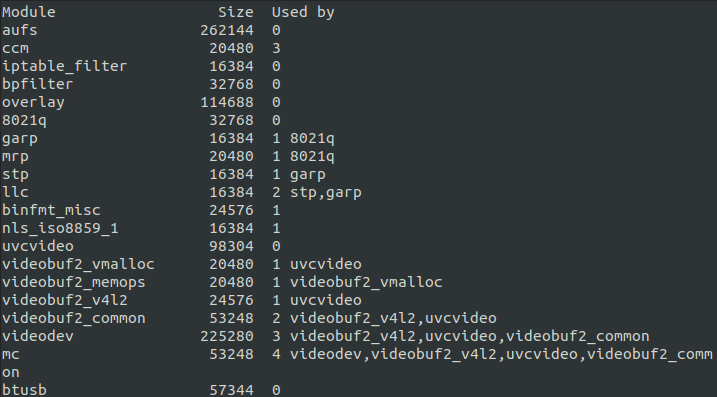 Module                  Size  Used by
aufs                  262144  0
ccm                    20480  3
iptable_filter         16384  0
bpfilter               32768  0
overlay               114688  0
8021q                  32768  0
garp                   16384  1 8021q
mrp                    20480  1 8021q
stp                    16384  1 garp
llc                    16384  2 stp,garp
binfmt_misc            24576  1
nls_iso8859_1          16384  1
uvcvideo               98304  0
videobuf2_vmalloc      20480  1 uvcvideo
videobuf2_memops       20480  1 videobuf2_vmalloc
videobuf2_v4l2         24576  1 uvcvideo
videobuf2_common       53248  2 videobuf2_v4l2,uvcvideo
videodev              225280  3 videobuf2_v4l2,uvcvideo,videobuf2_common
mc                     53248  4 videodev,videobuf2_v4l2,uvcvideo,videobuf2_comm
on
btusb                  57344  0